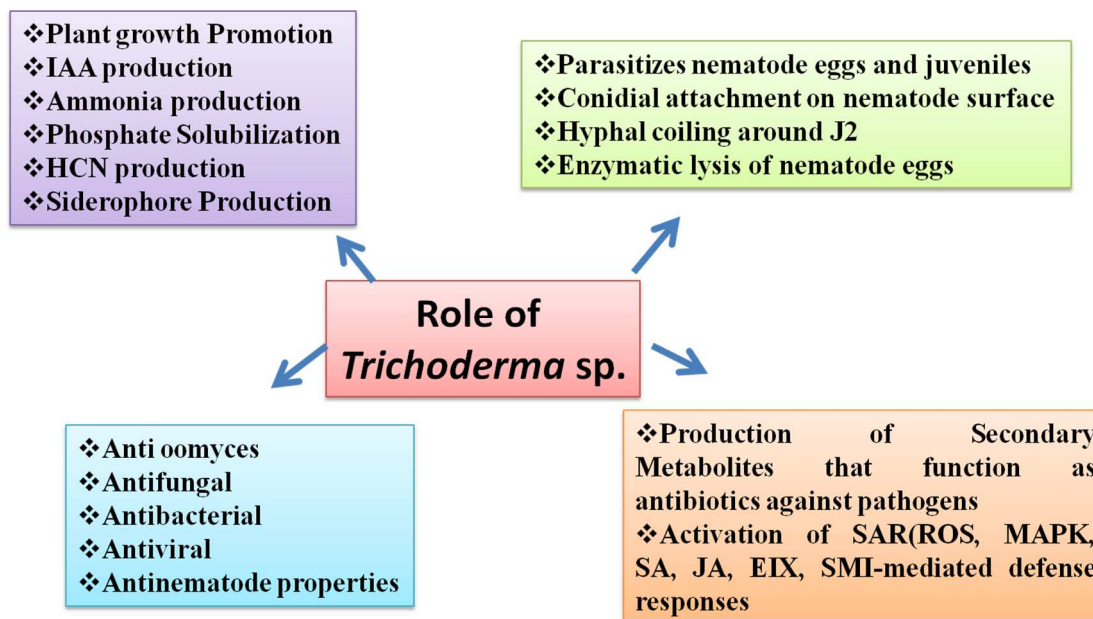 ❖Plant growth Promotion
❖IAA production
❖Ammonia production
❖Phosphate Solubilization
❖HCN production
❖Siderophore Production
❖Parasitizes nematode eggs and juveniles
❖Conidial attachment on nematode surface
❖Hyphal coiling around J2
❖Enzymatic lysis of nematode eggs
Role of
Trichoderma sp.
❖Anti oomyces
❖Antifungal
❖Antibacterial
❖Antiviral
❖Antinematode properties
❖Production of Secondary
Metabolites that function as
antibiotics against pathogens
❖Activation of SAR(ROS, MAPK,
SA, JA, EIX, SMI-mediated defense
responses